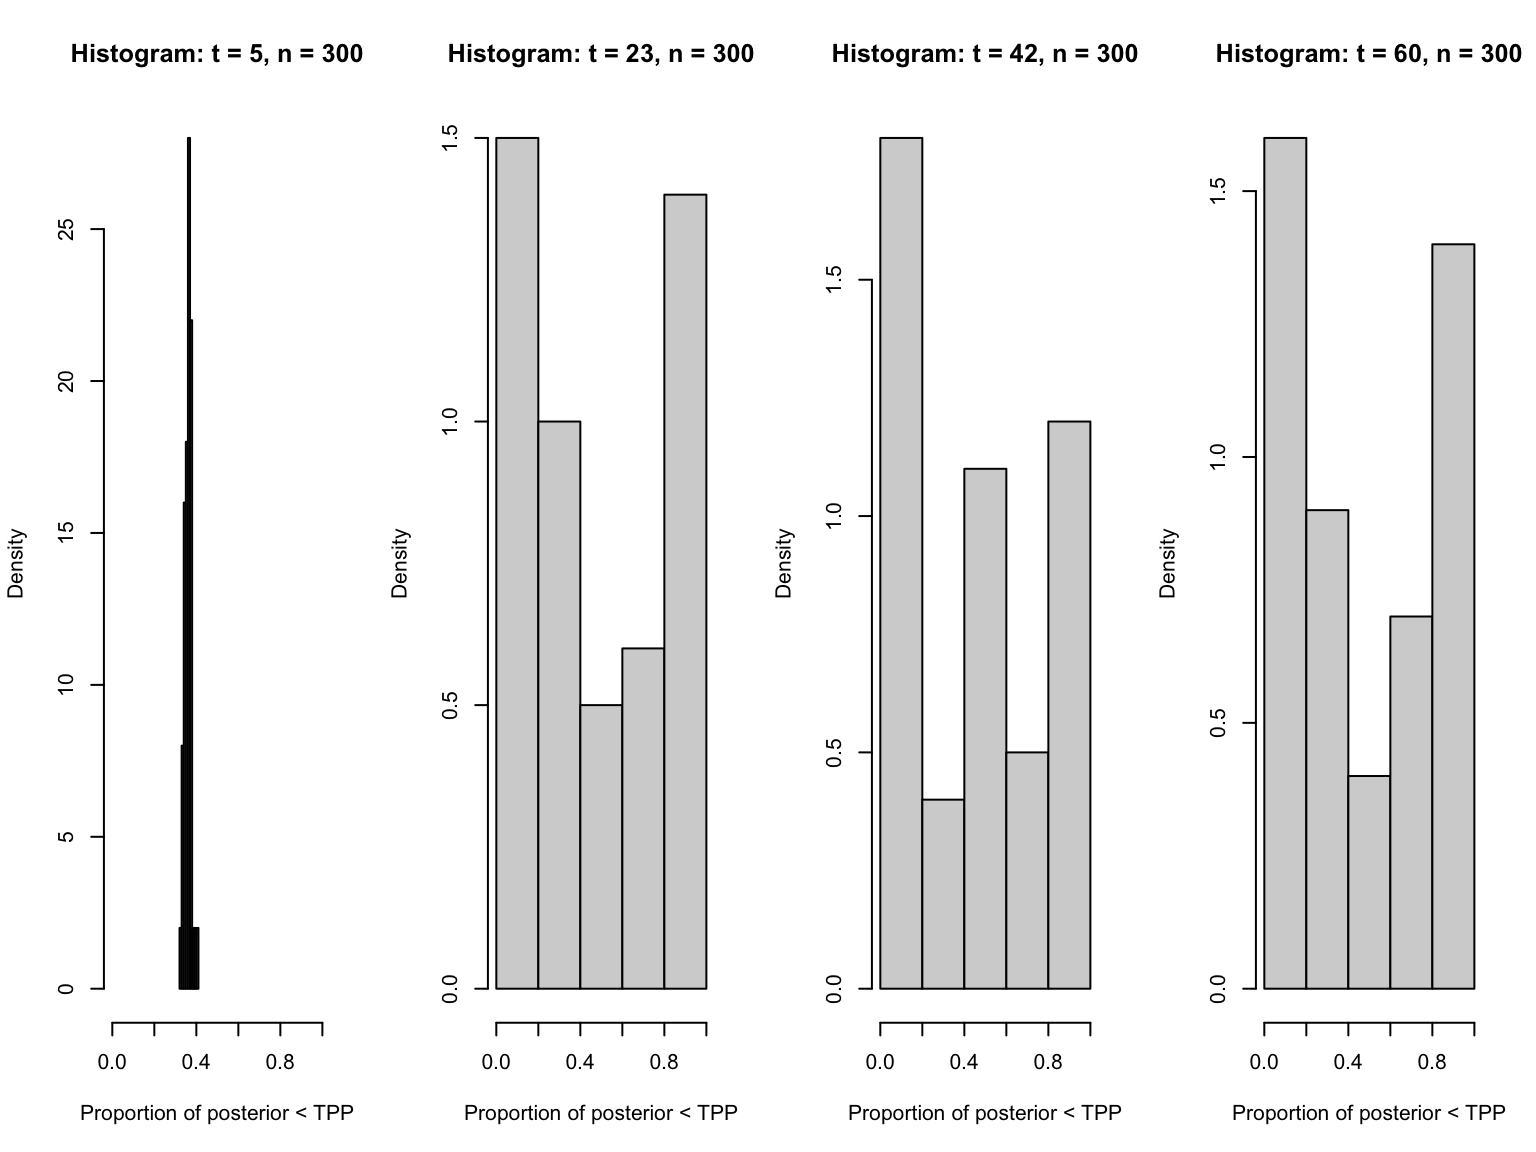 Histogram: t = 5, n = 300
Density
25
20
15
10
5
0
0.0 0.4 0.8
Proportion of posterior < TPP
Histogram: t = 23, n = 300
Density
1.5
1.0
0.5
0.0
0.0 0.4 0.8
Proportion of posterior < TPP
Histogram: t = 42, n = 300
Density
1.5
1.0
0.5
0.0
0.0 0.4 0.8
Proportion of posterior < TPP
Histogram: t = 60, n = 300
Density
1.5
1.0
0.5
0.0
0.0 0.4 0.8
Proportion of posterior < TPP